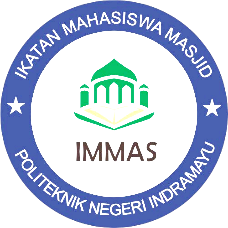 IKATAN MAHASISWA MASJID
IMMAS
POLITEKNIK NEGERI INDRAMAYU